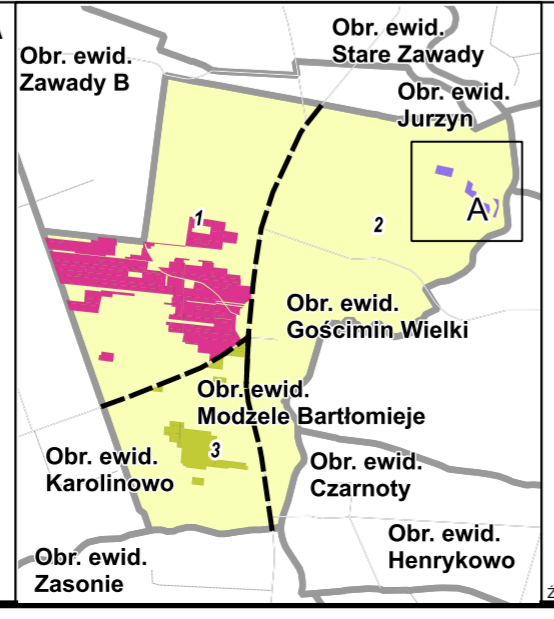 Obr. ewid.
Stare Zawady
Obr. ewid.
Zawady B
Obr. ewid.
Jurzyn
1
2
A
Obr. ewid.
Gościmin Wielki
Obr. ewid.
Modzele Bartłomieje
3
Obr. ewid.
Karolinowo
Obr. ewid.
Czarnoty
Obr. ewid.
Henrykowo
Obr. ewid.
Zasonie